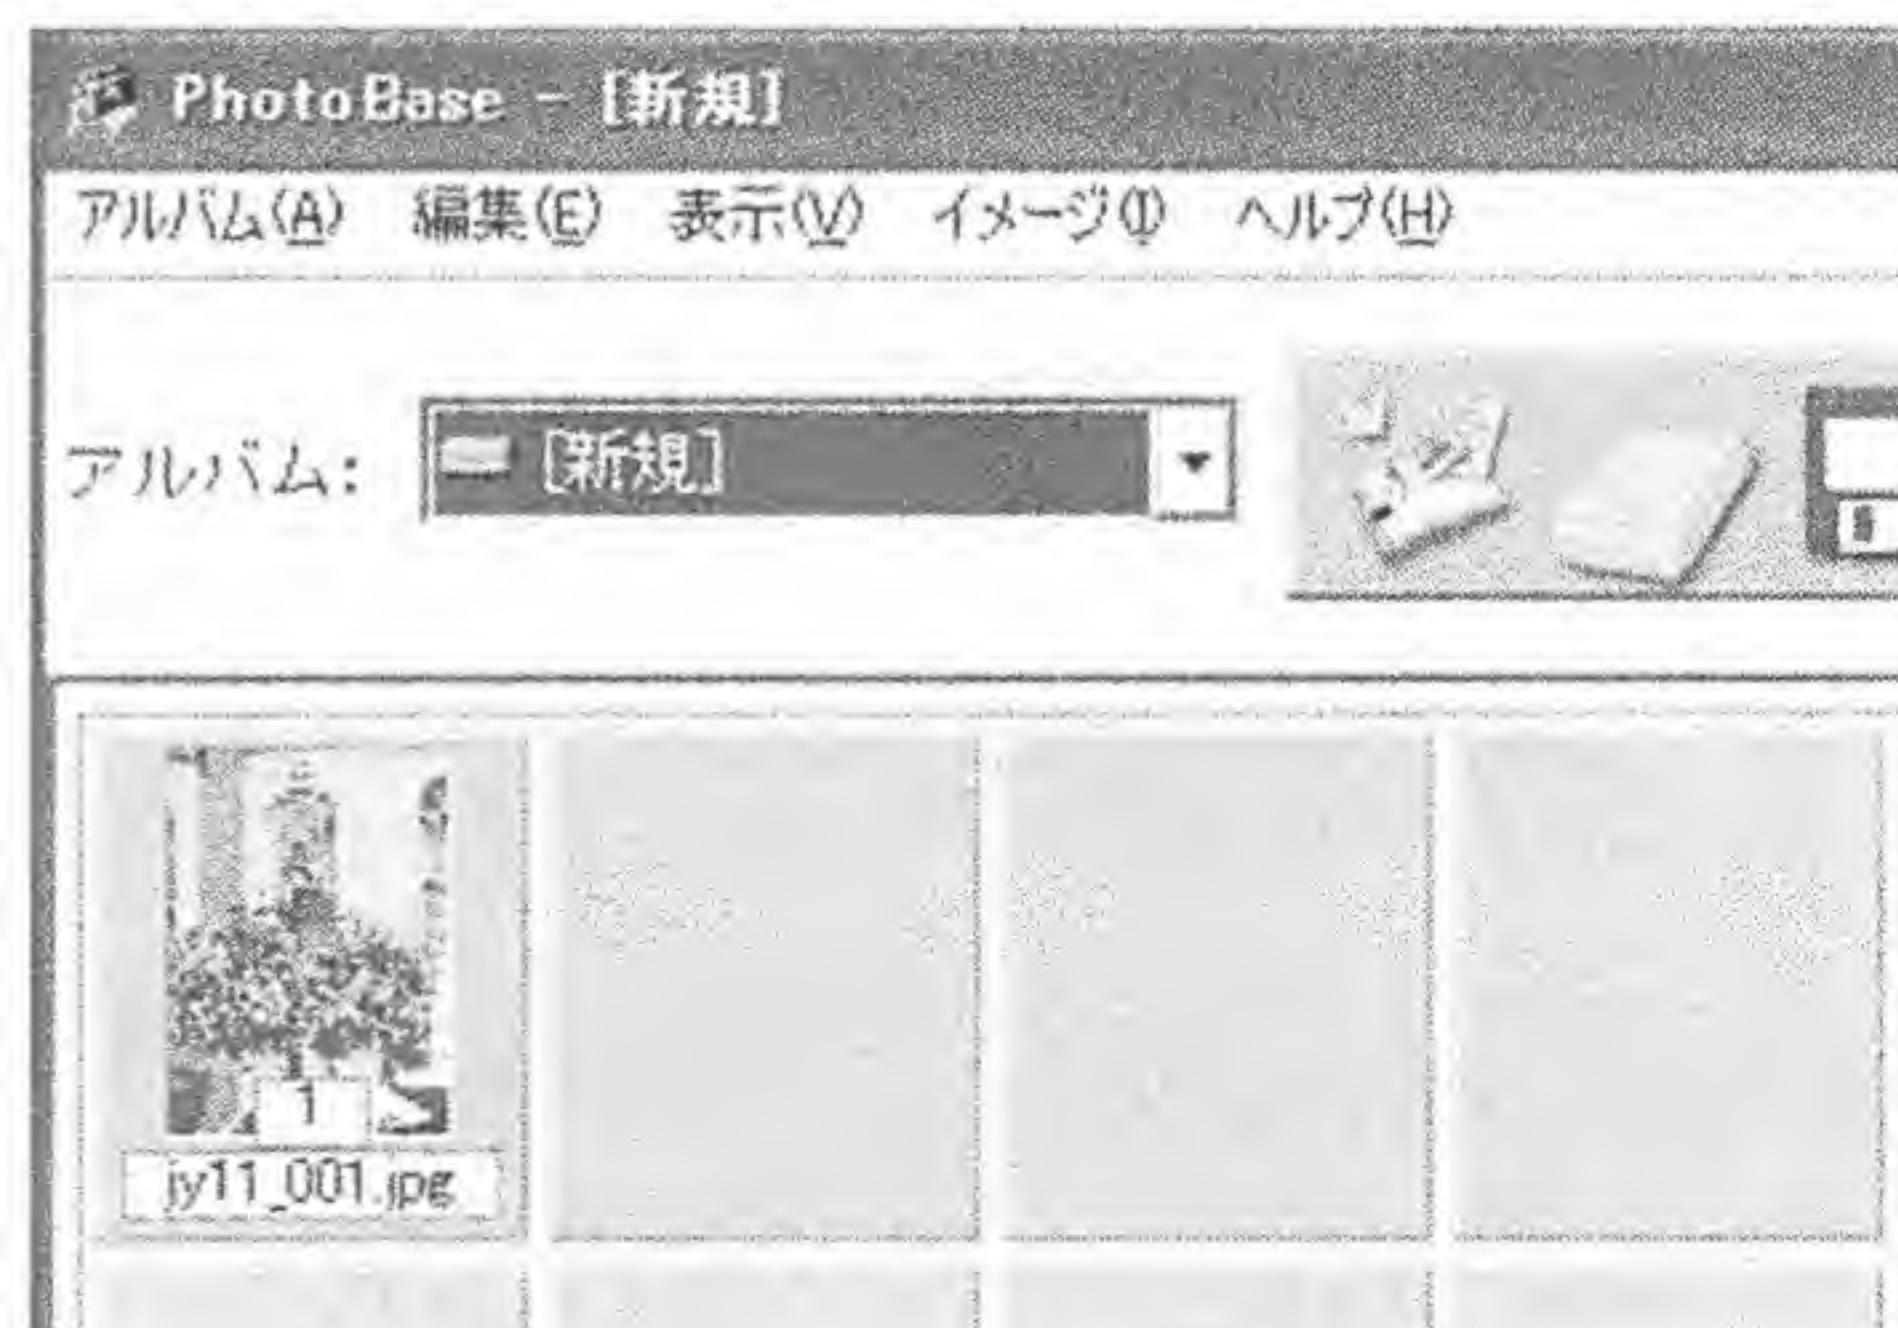 PhotoBase - [新規]
アルバム(A) 編集(E) 表示(V) イメージ(I) ヘルプ(H)
アルバム: [新規]
1
jy11_001.jpg